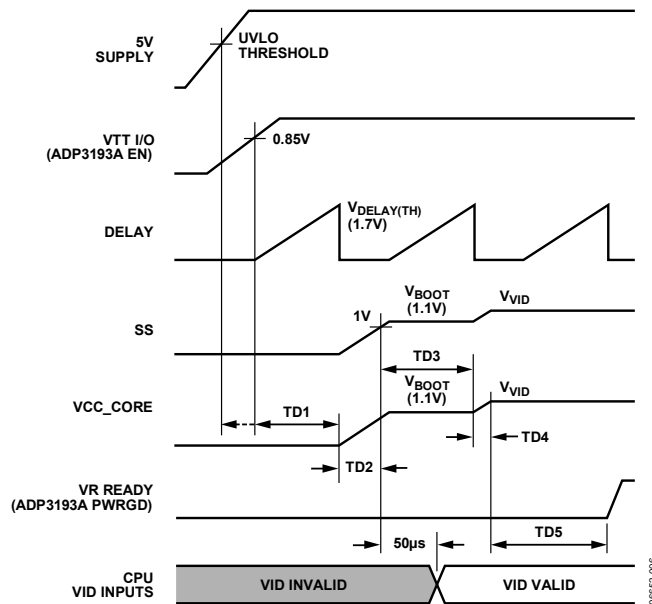 5V
SUPPLY
UVLO
THRESHOLD
VTT I/O
(ADP3193A EN)
0.85V
DELAY
VDELAY(TH)
(1.7V)
SS
1V
VBOOT
(1.1V)
VVID
TD3
VCC_CORE
VBOOT
(1.1V)
VVID
TD1
TD4
TD2
VR READY
(ADP3193A PWRGD)
TD5
50µs
CPU
VID INPUTS
VID INVALID
VID VALID